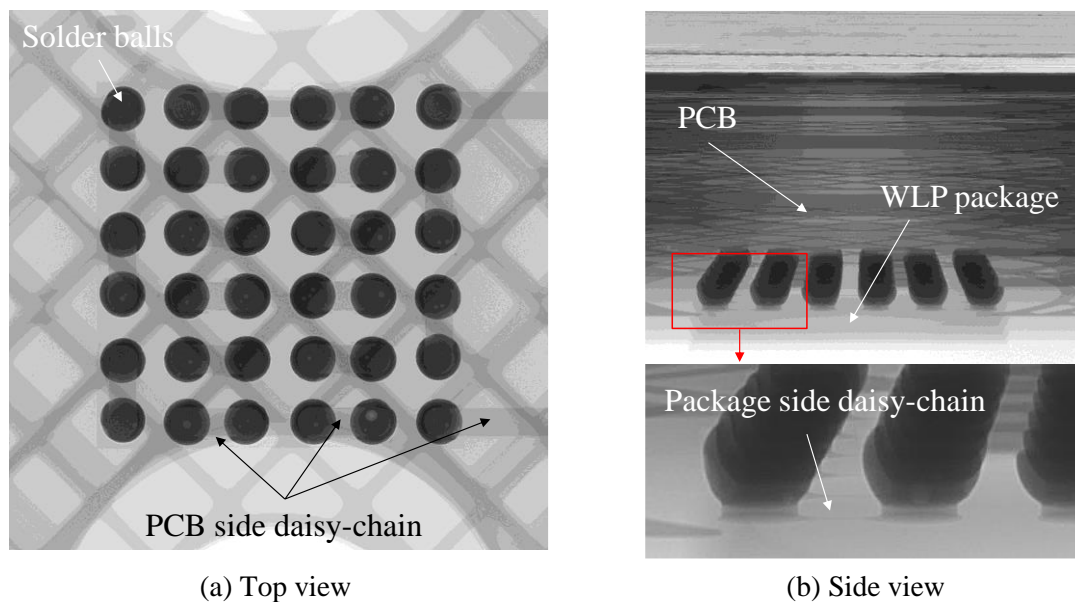 Solder balls
PCB side daisy-chain
(a) Top view
PCB
WLP package
Package side daisy-chain
(b) Side view